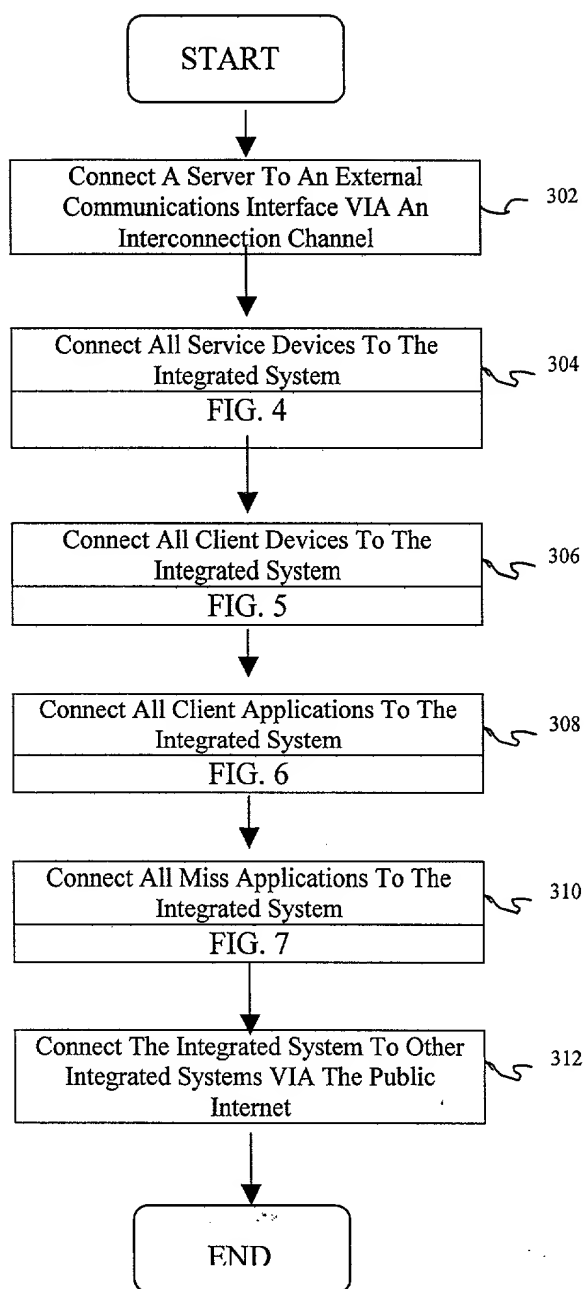 START
Connect A Server To An External
Communications Interface VIA An
Interconnection Channel
302
Connect All Service Devices To The
Integrated System
304
FIG. 4
Connect All Client Devices To The
Integrated System
306
FIG. 5
Connect All Client Applications To The
Integrated System
308
FIG. 6
Connect All Miss Applications To The
Integrated System
310
FIG. 7
Connect The Integrated System To Other
Integrated Systems VIA The Public
Internet
312
END